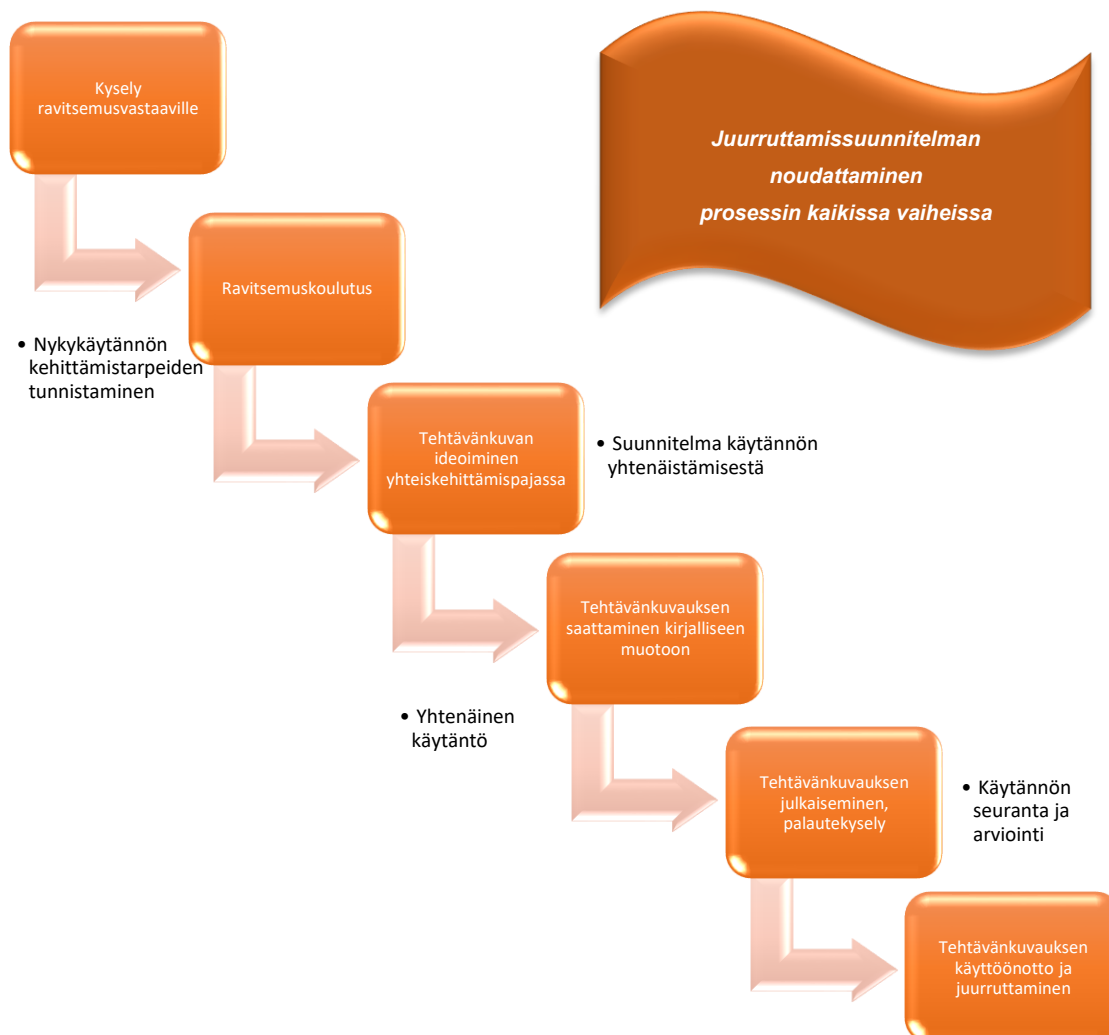 Kysely
ravitsemusvastaaville
Juurruttamissuunnitelman
noudattaminen
prosessin kaikissa vaiheissa
Ravitsemuskoulutus
• Nykykäytännön
kehittämistarpeiden
tunnistaminen
Tehtävänkuvan
ideoiminen
yhteiskehittämispajassa
• Suunnitelma käytännön
yhtenäistämisestä
Tehtävänkuvauksen
saattaminen kirjalliseen
muotoon
• Yhtenäinen
käytäntö
Tehtävänkuvauksen
julkaiseminen,
palautekysely
• Käytännön
seuranta ja
arviointi
Tehtävänkuvauksen
käyttöönotto ja
juurruttaminen